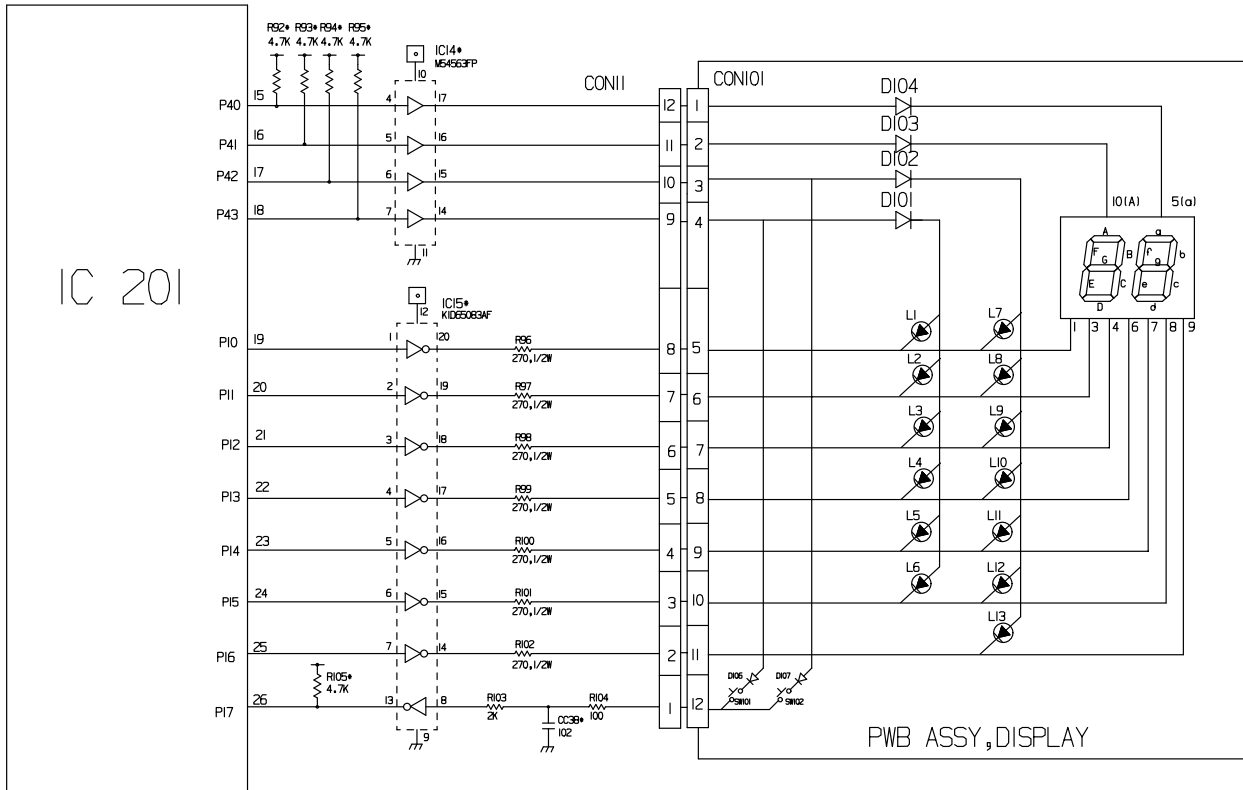 R92* R93* R94* R95*
4.7K 4.7K 4.7K 4.7K
IC14*
M54563FP
10
CON11
CON101
P40 15 4 17 12 1 D104
P41 16 5 16 11 2 D103
P42 17 6 15 10 3 D102
P43 18 7 14 9 4 D101
11
10(A) 5(a)
A a
F B f b
G g
E C e c
D d
1 3 4 6 7 8 9
IC 201
IC15*
KID65083AF
12
P10 19 1 20 R96 8 5 L1 L7
270,1/2W
P11 20 2 19 R97 7 6 L2 L8
270,1/2W
P12 21 3 18 R98 6 7 L3 L9
270,1/2W
P13 22 4 17 R99 5 8 L4 L10
270,1/2W
P14 23 5 16 R100 4 9 L5 L11
270,1/2W
P15 24 6 15 R101 3 10 L6 L12
270,1/2W
P16 25 7 14 R102 2 11 L13
270,1/2W
R105*
4.7K
P17 26 13 8 R103 R104 1 12
2K 100
CC38*
102
9
D107
SW101 SW102
PWB ASSY,DISPLAY